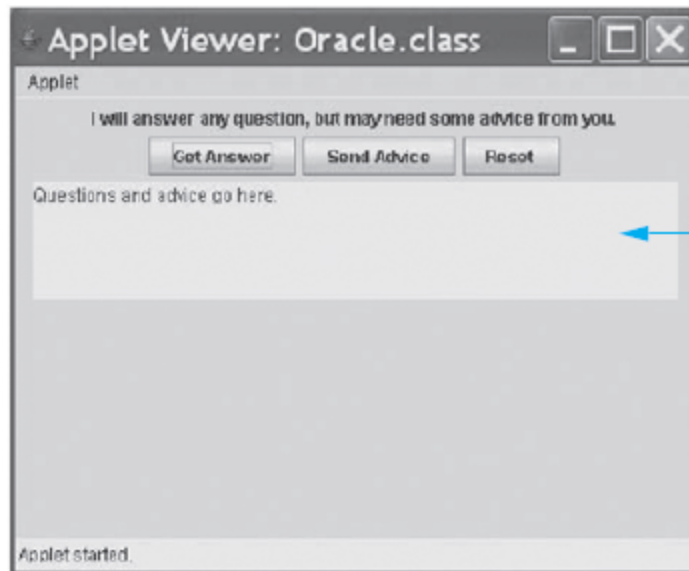 Applet Viewer: Oracle.class
Applet
I will answer any question, but may need some advice from you.
Get Answer Send Advice Reset
Questions and advice go here.
Applet started.